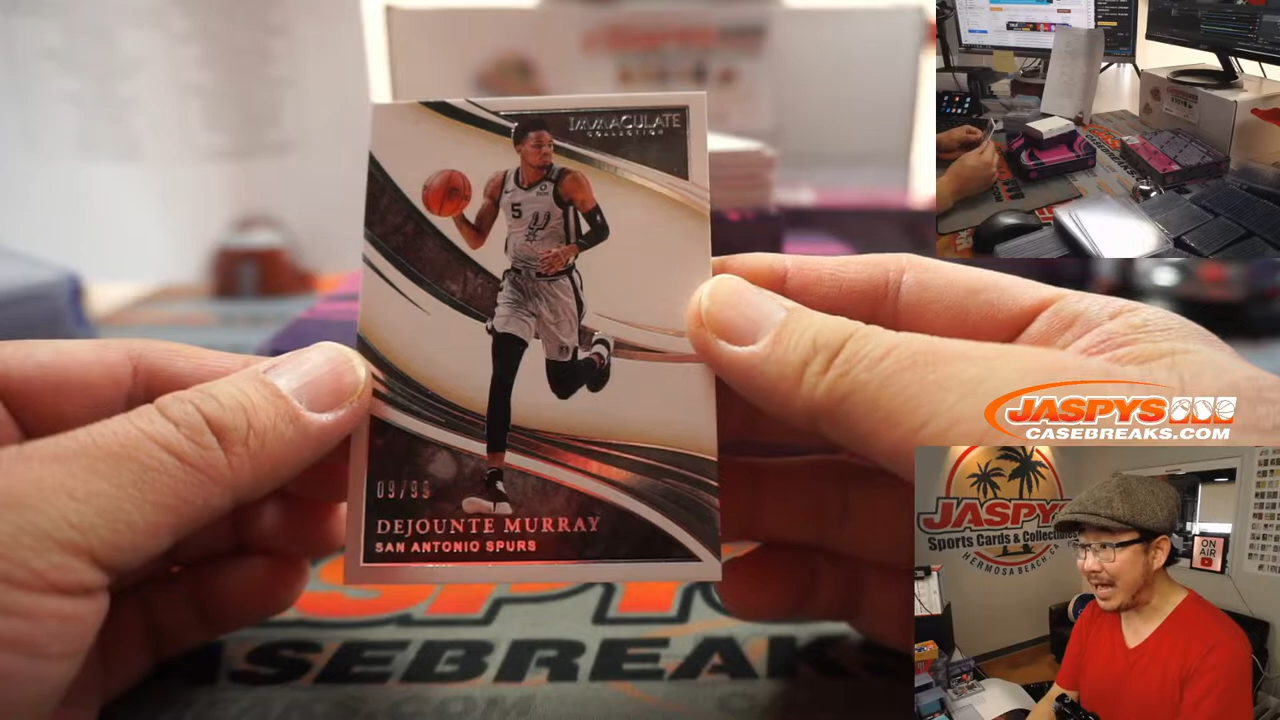 IMMACULATE
COLLECTION
5
09/99
DEJOUNTE MURRAY
SAN ANTONIO SPURS
CASEBREAKS
JASPYS
CASEBREAKS.COM
JASPYS
Sports Cards & Collectibles
HERMOSA BEACH, CA
ON
AIR